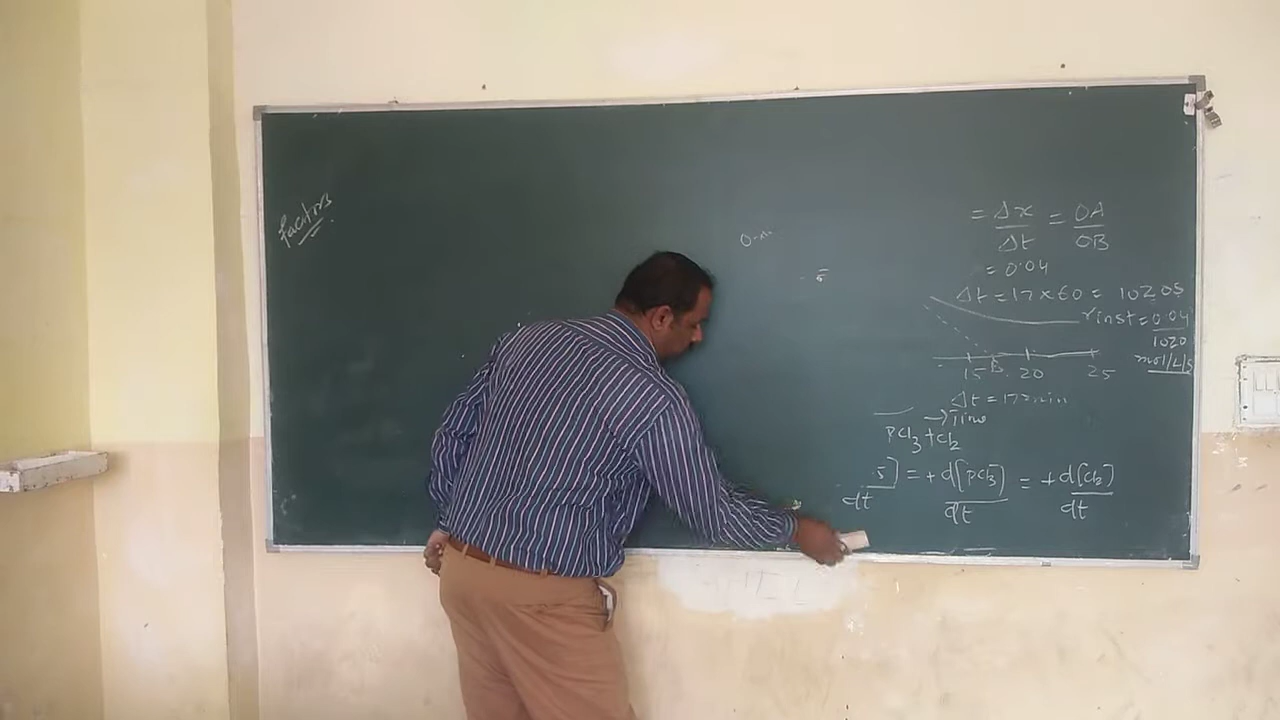 Factors
= Δx/Δt = OA/OB
= 0.04
Δt = 17 x 60 = 1020s
rinst = 0.04/1020
mol/L/s
15 B 20 25
Δt = 17 min
→ Time
PCl3 + Cl2
5]/dt = + d[PCl3]/dt = + d[Cl2]/dt